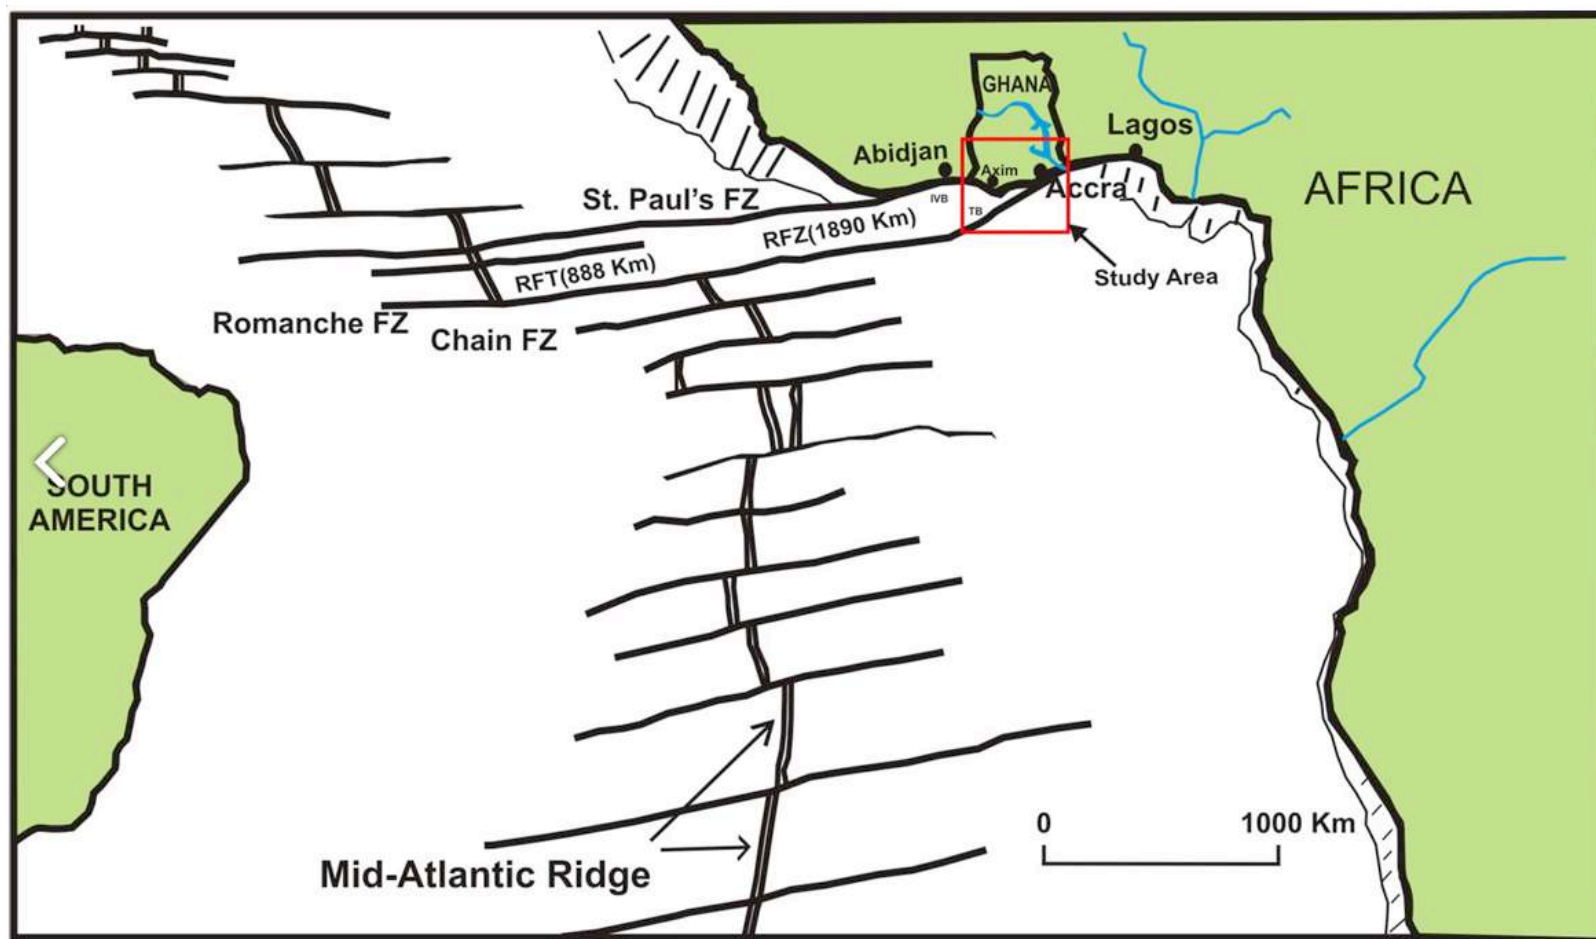 GHANA
Lagos
Abidjan
Axim
Accra
AFRICA
St. Paul's FZ
IVB
TB
RFZ(1890 Km)
RFT(888 Km)
Study Area
Romanche FZ
Chain FZ
SOUTH
AMERICA
0
1000 Km
Mid-Atlantic Ridge